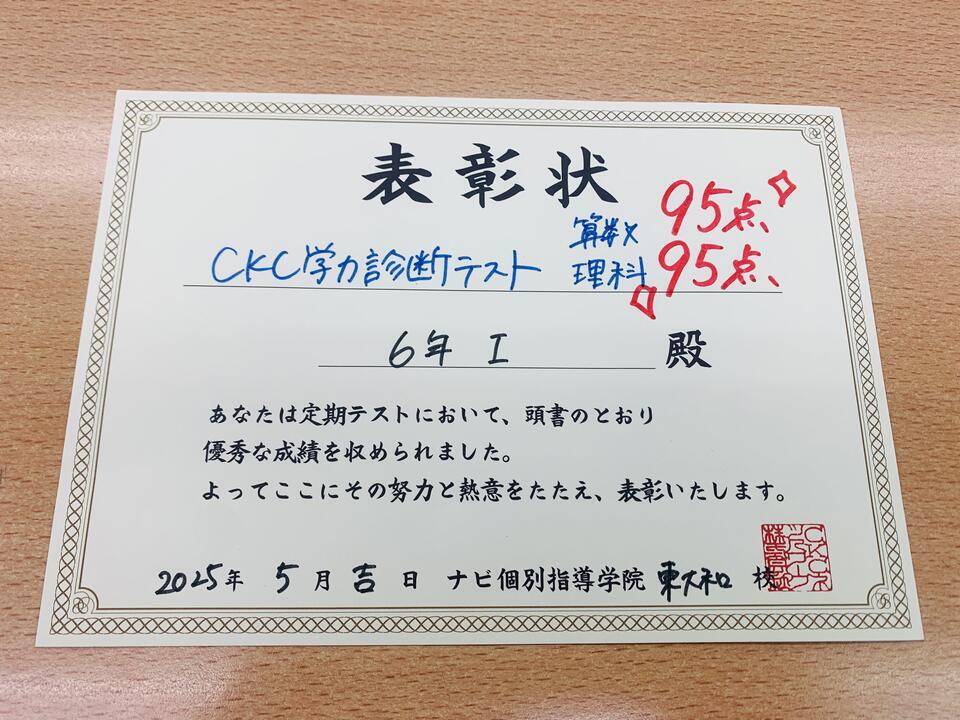 表彰状
算数 95点、
CKC学力診断テスト 理科 95点、
6年 I 殿
あなたは定期テストにおいて、頭書のとおり
優秀な成績を収められました。
よってここにその努力と熱意をたたえ、表彰いたします。
2025年 5月吉日 ナビ個別指導学院 東大和 校